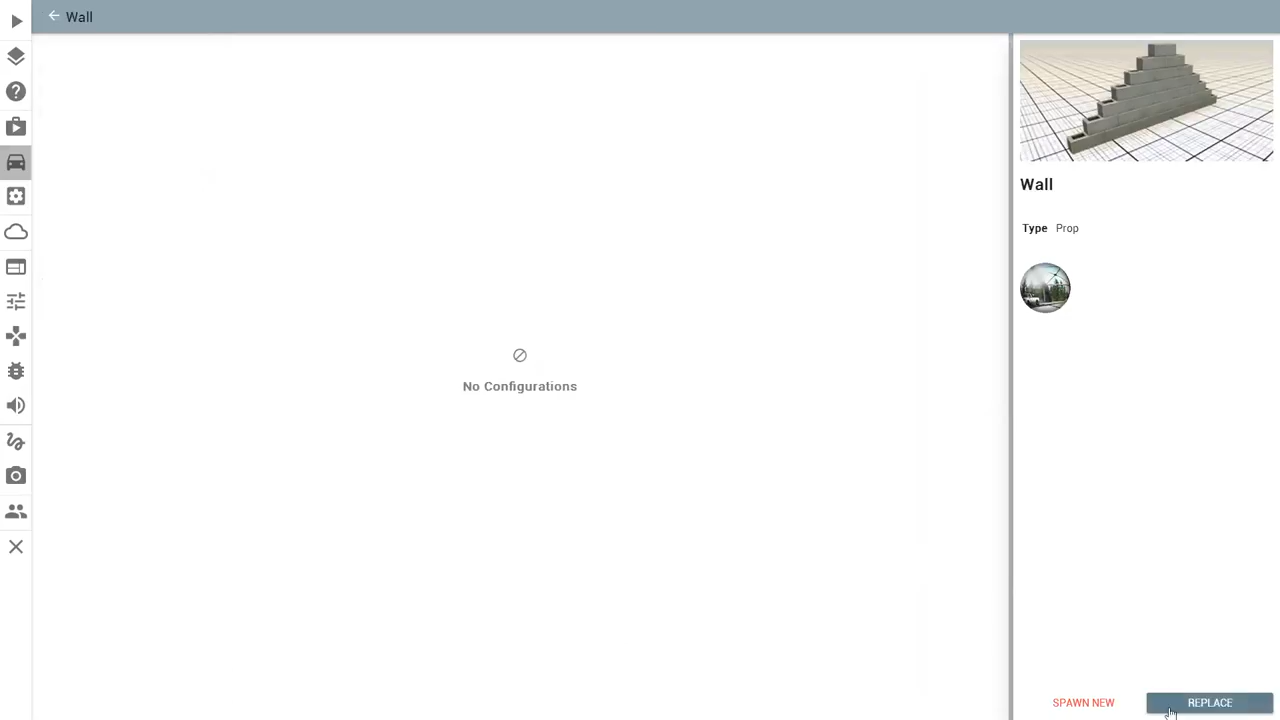 Wall
Wall
Type Prop
No Configurations
SPAWN NEW
REPLACE